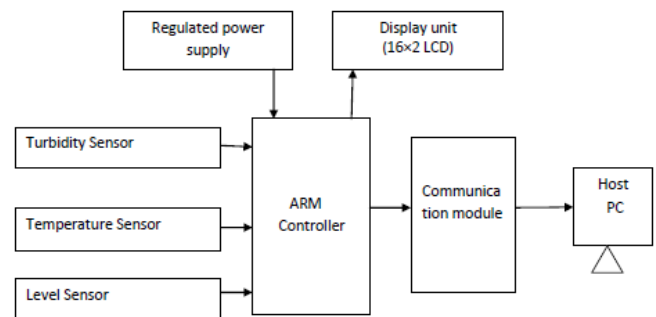 Regulated power
supply
Display unit
(16×2 LCD)
Turbidity Sensor
Temperature Sensor
Level Sensor
ARM
Controller
Communica
tion module
Host
PC